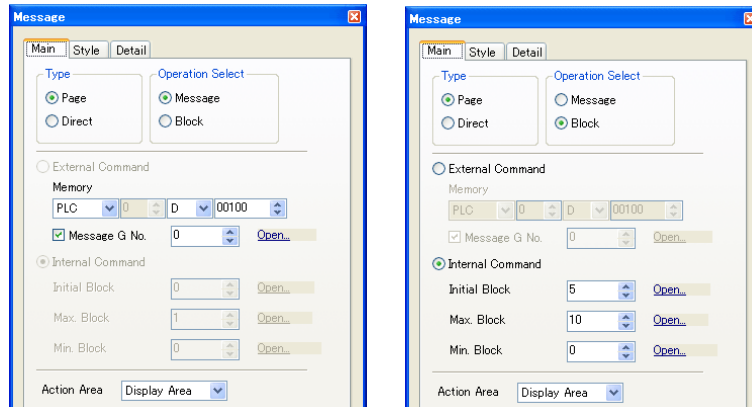 Message
Main Style Detail
Type Operation Select
Page Message
Direct Block
External Command
Memory
PLC 0 D 00100
Message G No. 0 Open...
Internal Command
Initial Block 0 Open...
Max. Block 1 Open...
Min. Block 0 Open...
Action Area Display Area
Message
Main Style Detail
Type Operation Select
Page Message
Direct Block
External Command
Memory
PLC 0 D 00100
Message G No. 0 Open...
Internal Command
Initial Block 5 Open...
Max. Block 10 Open...
Min. Block 0 Open...
Action Area Display Area